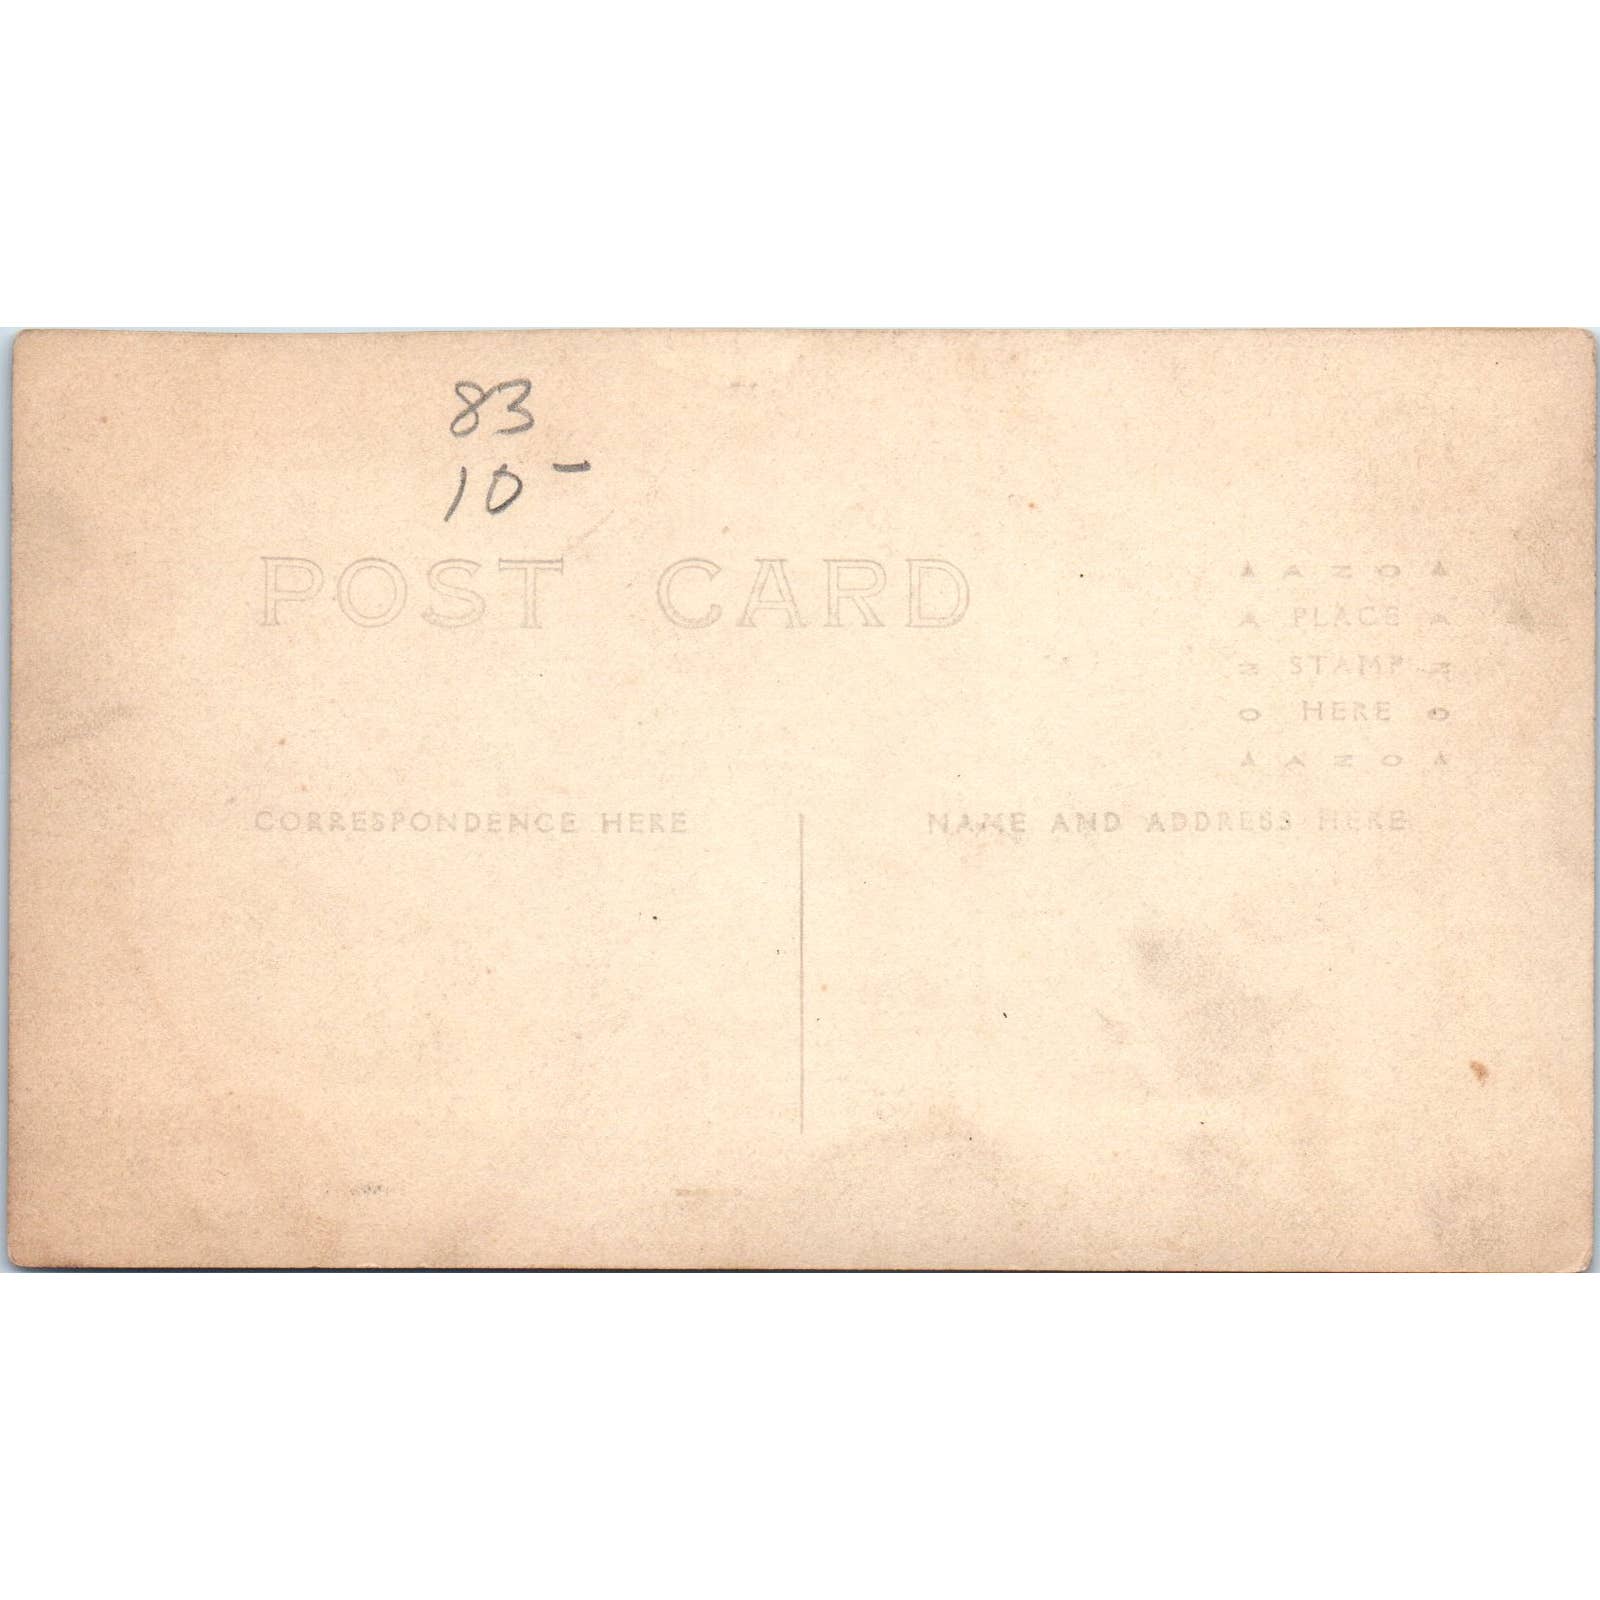 83
10-
POST CARD
AZO
A PLACE A
Z STAMP Z
O HERE O
AZO
CORRESPONDENCE HERE
NAME AND ADDRESS HERE